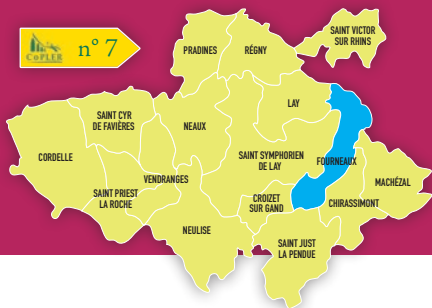 CoPLER
n° 7
PRADINES
RÉGNY
SAINT VICTOR
SUR RHINS
SAINT CYR
DE FAVIÈRES
NEAUX
LAY
CORDELLE
SAINT SYMPHORIEN
DE LAY
FOURNEAUX
VENDRANGES
MACHÉZAL
SAINT PRIEST
LA ROCHE
CROIZET
SUR GAND
CHIRASSIMONT
NEULISE
SAINT JUST
LA PENDUE